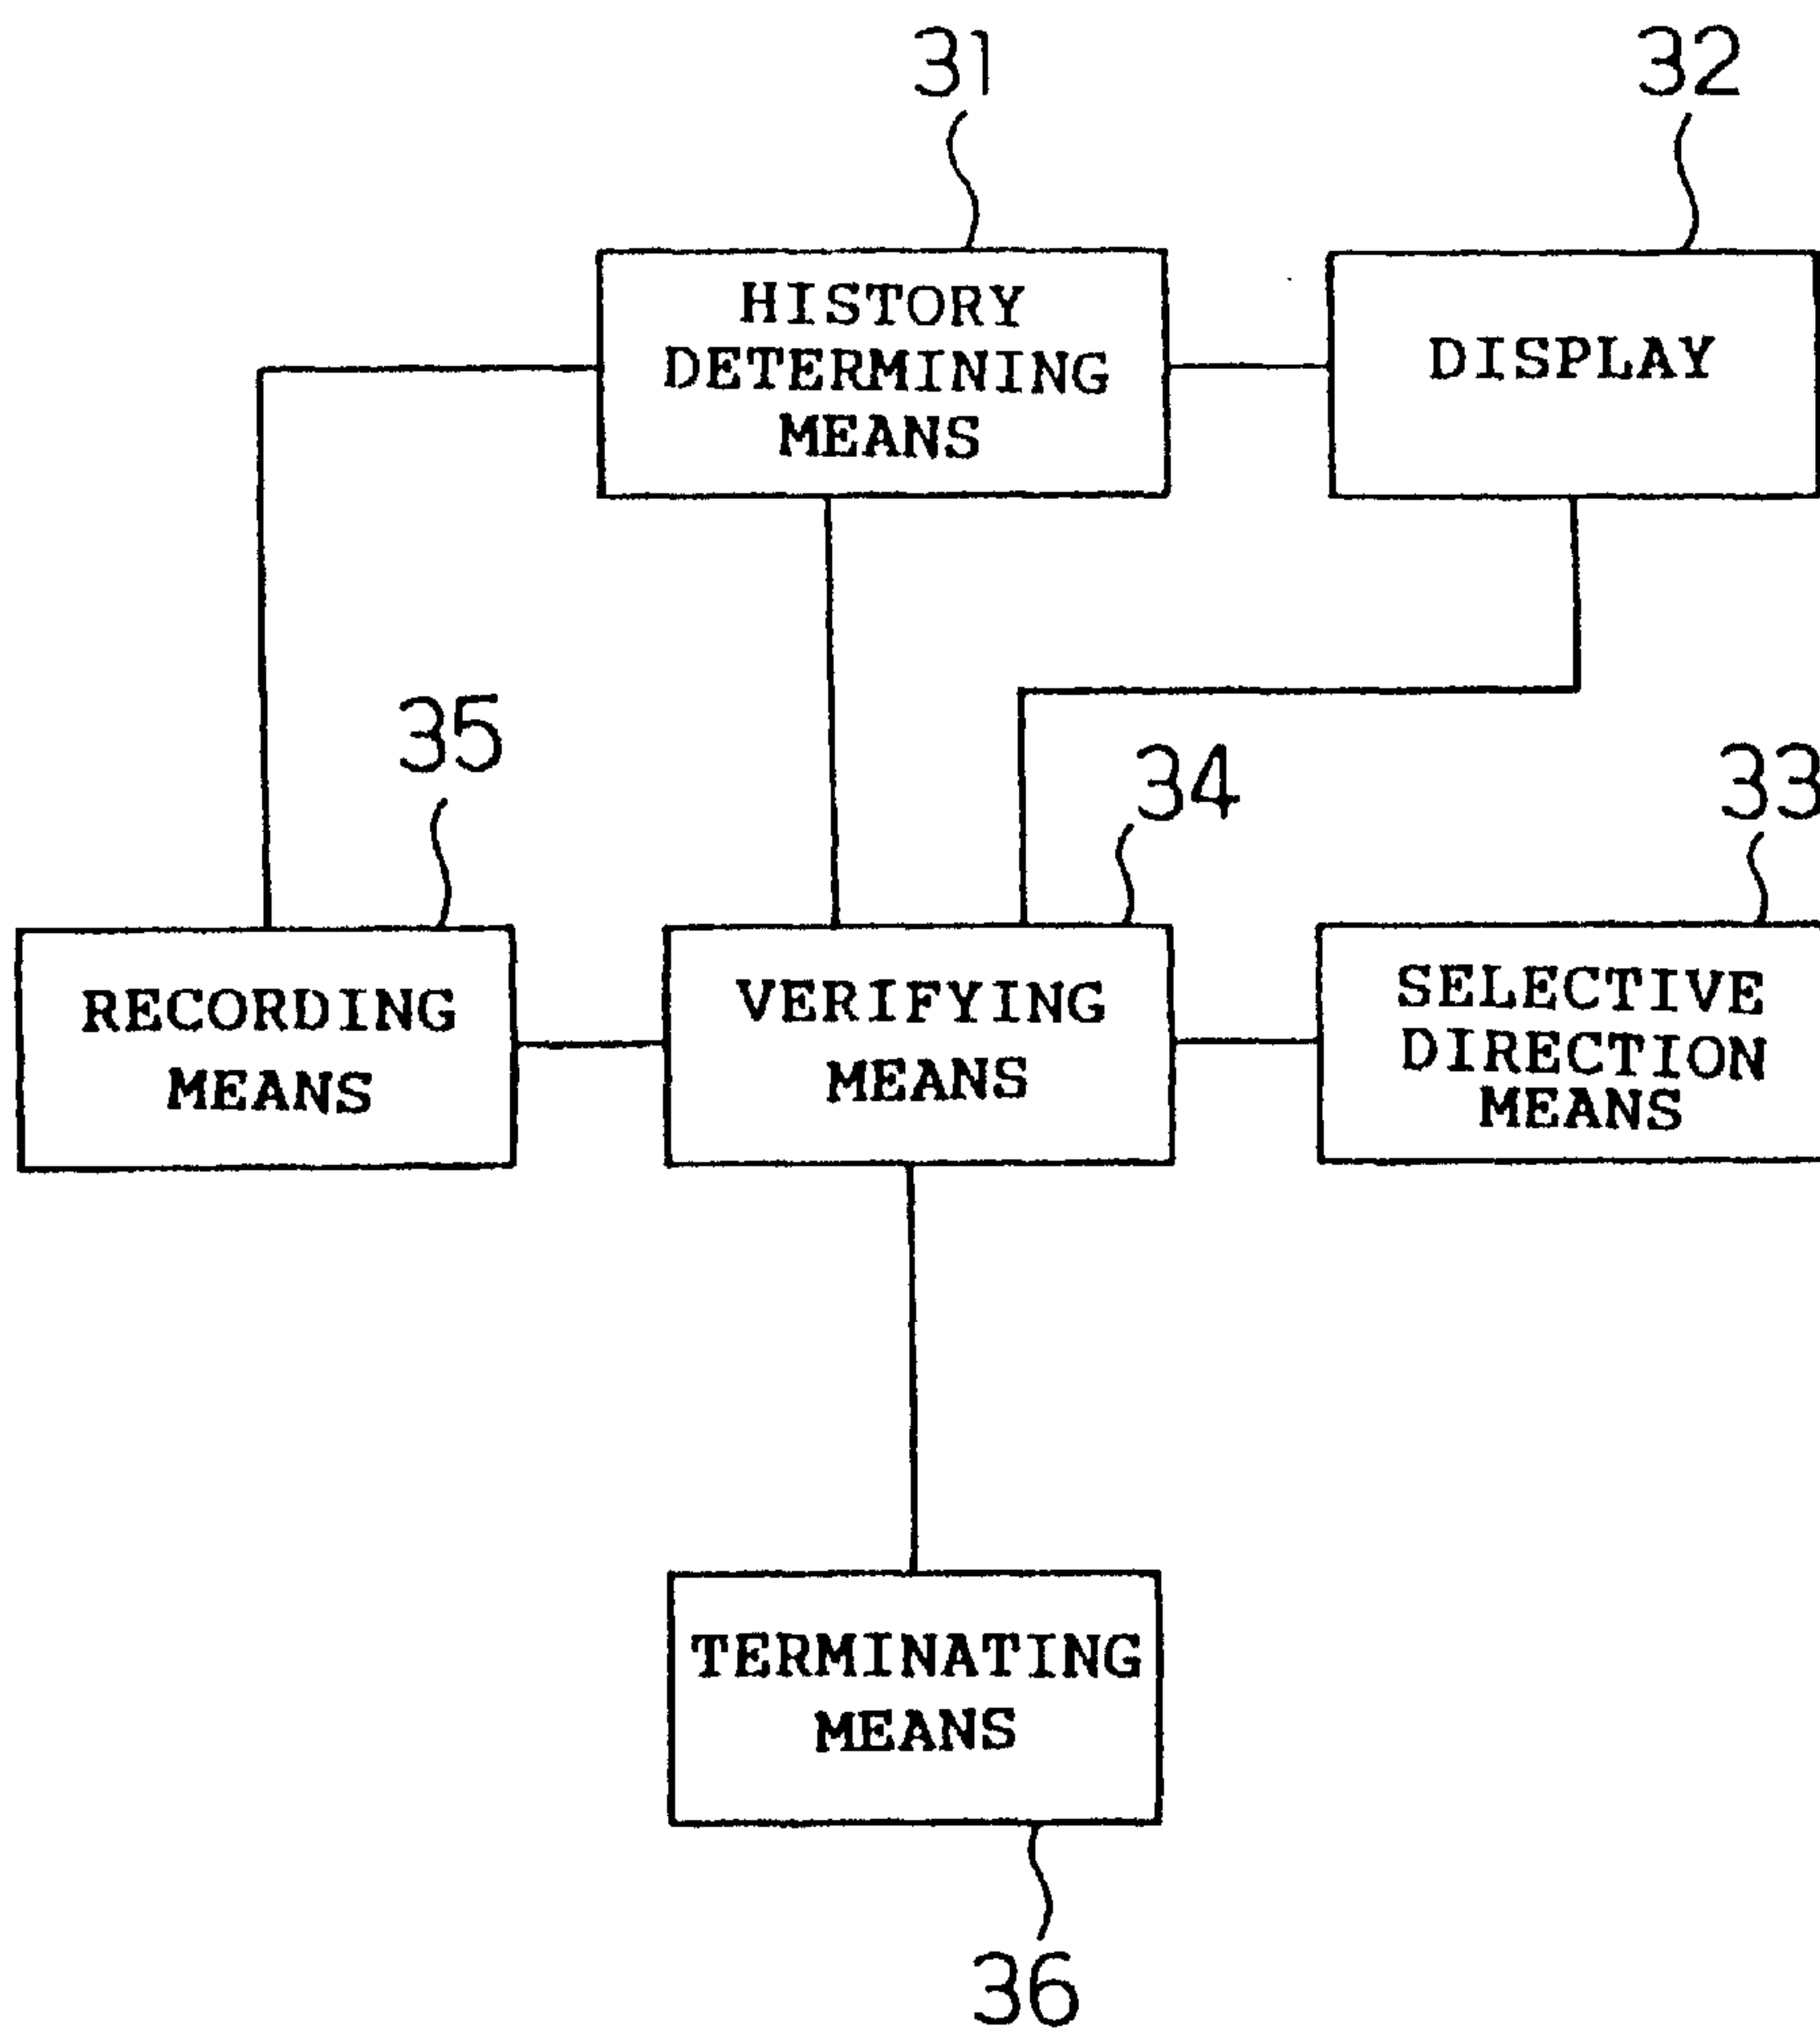 31
32
HISTORY
DETERMINING
MEANS
DISPLAY
35
34
33
RECORDING
MEANS
VERIFYING
MEANS
SELECTIVE
DIRECTION
MEANS
TERMINATING
MEANS
36